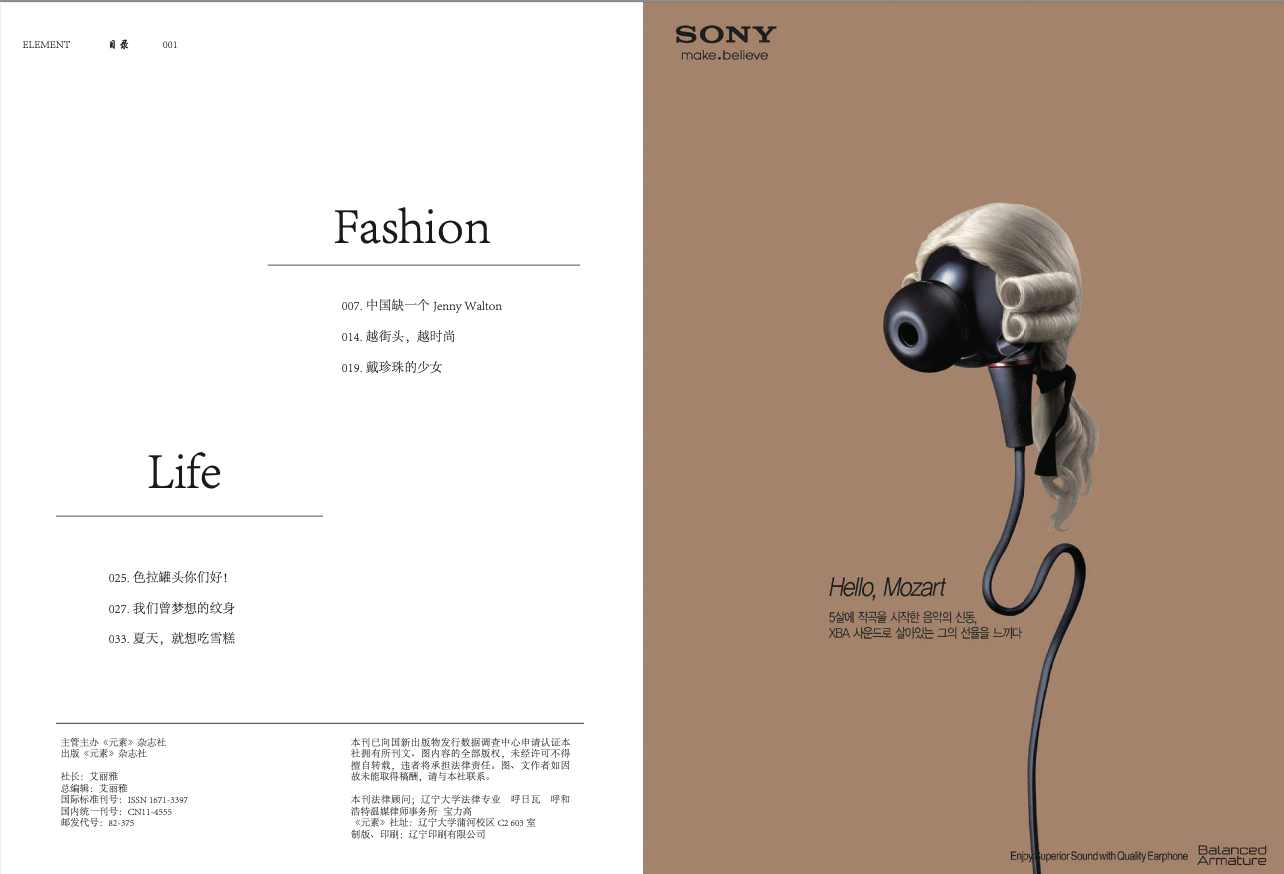 ELEMENT 目录 001
Fashion
007. 中国缺一个 Jenny Walton
014. 越街头，越时尚
019. 戴珍珠的少女
Life
025. 色拉罐头你们好！
027. 我们曾梦想的纹身
033. 夏天，就想吃雪糕
主管主办《元素》杂志社
出版《元素》杂志社
社长：艾丽雅
总编辑：艾丽雅
国际标准刊号：ISSN 1671-3397
国内统一刊号：CN11-4555
邮发代号：82-375
本刊已向国新出版物发行数据调查中心申请认证本
社拥有所刊文、图内容的全部版权，未经许可不得
擅自转载，违者将承担法律责任。图、文作者如因
故未能取得稿酬，请与本社联系。
本刊法律顾问；辽宁大学法律专业 呼日瓦 呼和
浩特温媒律师事务所 宝力高
《元素》社址：辽宁大学蒲河校区 C2 603 室
制版、印刷：辽宁印刷有限公司
SONY
make.believe
Hello, Mozart
5살에 작곡을 시작한 음악의 신동,
XBA 사운드로 살아있는 그의 선율을 느끼다
Enjoy Superior Sound with Quality Earphone
Balanced
Armature